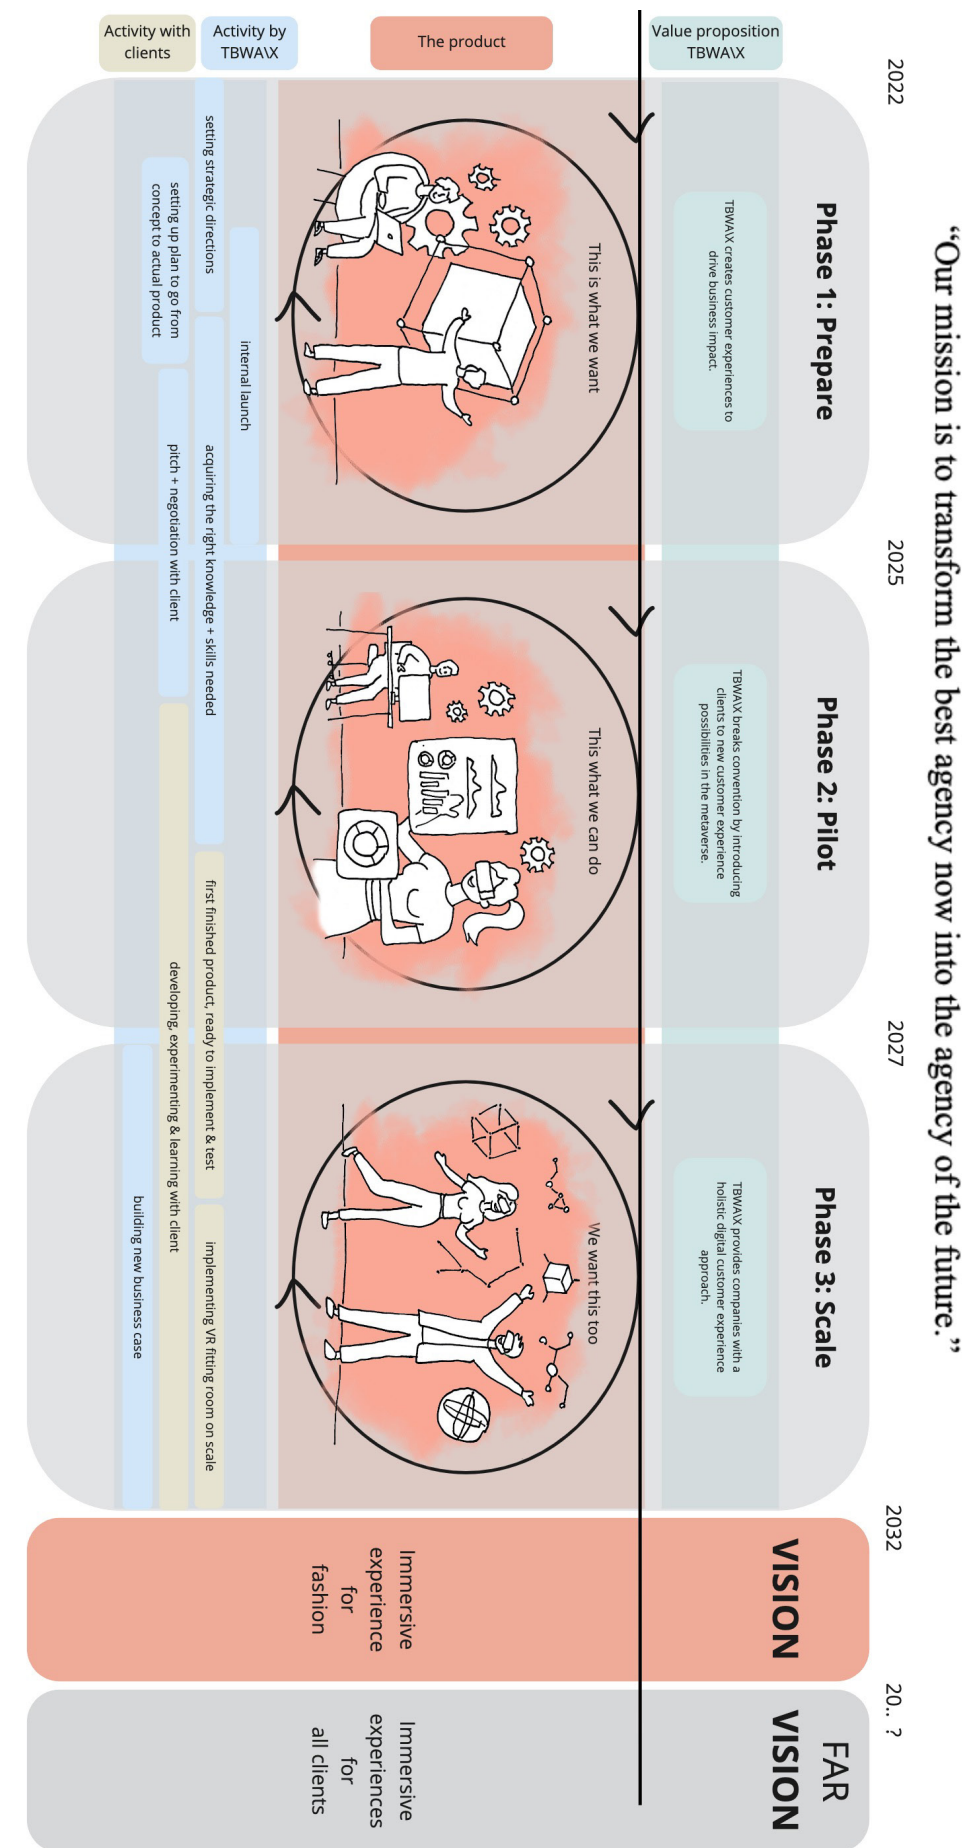 “Our mission is to transform the best agency now into the agency of the future.”
2022
2025
2027
2032
20.. ?
Phase 1: Prepare
Phase 2: Pilot
Phase 3: Scale
VISION
FAR
VISION
Value proposition
TBWA\X
TBWA\X creates customer experiences to
drive business impact.
TBWA\X breaks convention by introducing
clients to new customer experience
possibilities in the metaverse.
TBWA\X provides companies with a
holistic digital customer experience
approach.
The product
This is what we want
This what we can do
We want this too
Immersive
experience
for
fashion
Immersive
experiences
for
all clients
Activity by
TBWA\X
Activity with
clients
internal launch
setting strategic directions
acquiring the right knowledge + skills needed
first finished product, ready to implement & test
implementing VR fitting room on scale
setting up plan to go from
concept to actual product
pitch + negotiation with client
developing, experimenting & learning with client
building new business case